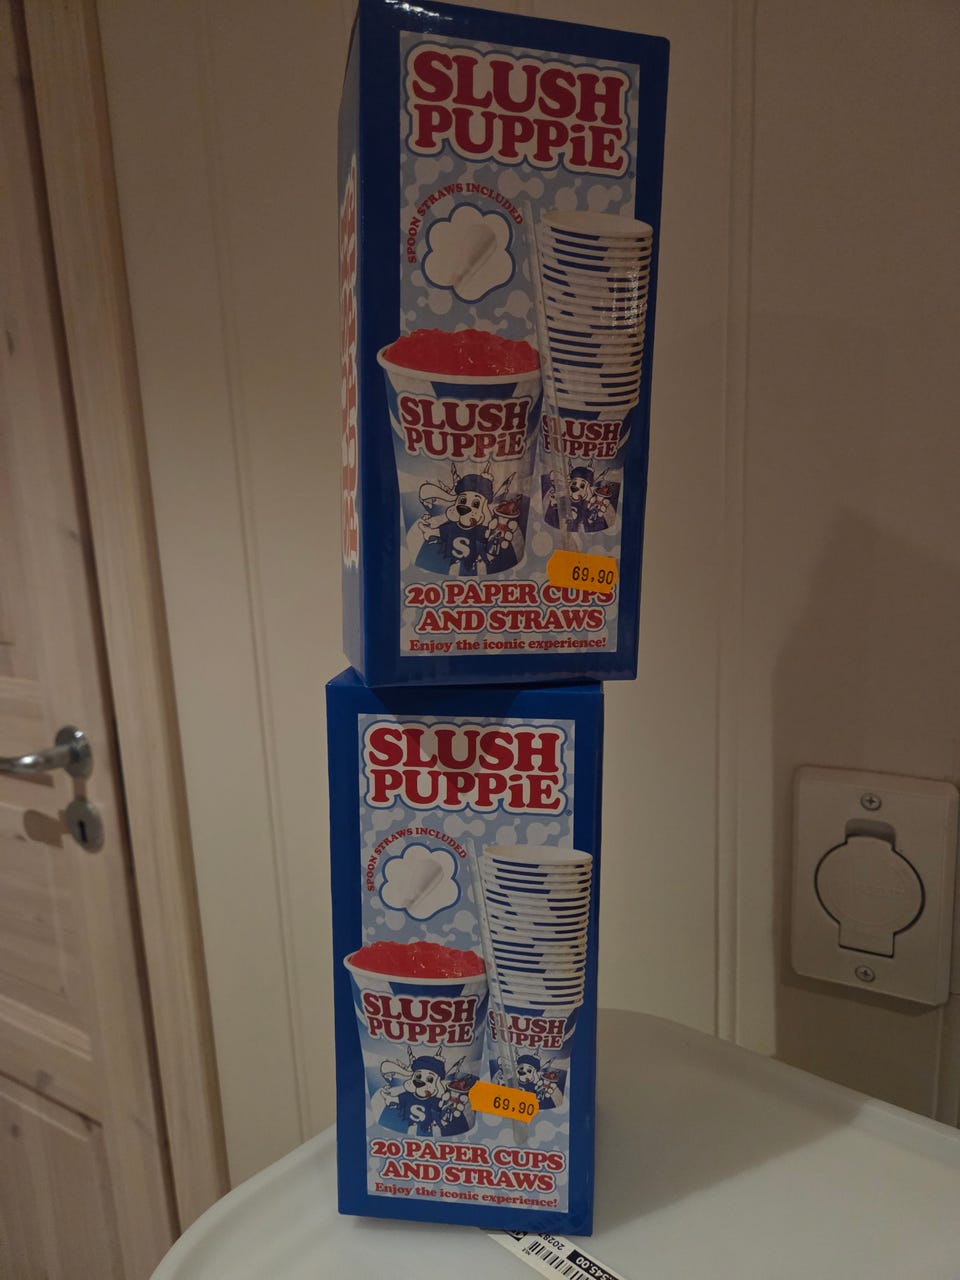 SLUSH
PUPPiE
SPOON STRAWS INCLUDED
SLUSH
PUPPiE
SLUSH
PUPPiE
S
69,90
20 PAPER CUPS
AND STRAWS
Enjoy the iconic experience!
SLUSH
PUPPiE
SPOON STRAWS INCLUDED
SLUSH
PUPPiE
SLUSH
PUPPiE
S
69,90
20 PAPER CUPS
AND STRAWS
Enjoy the iconic experience!